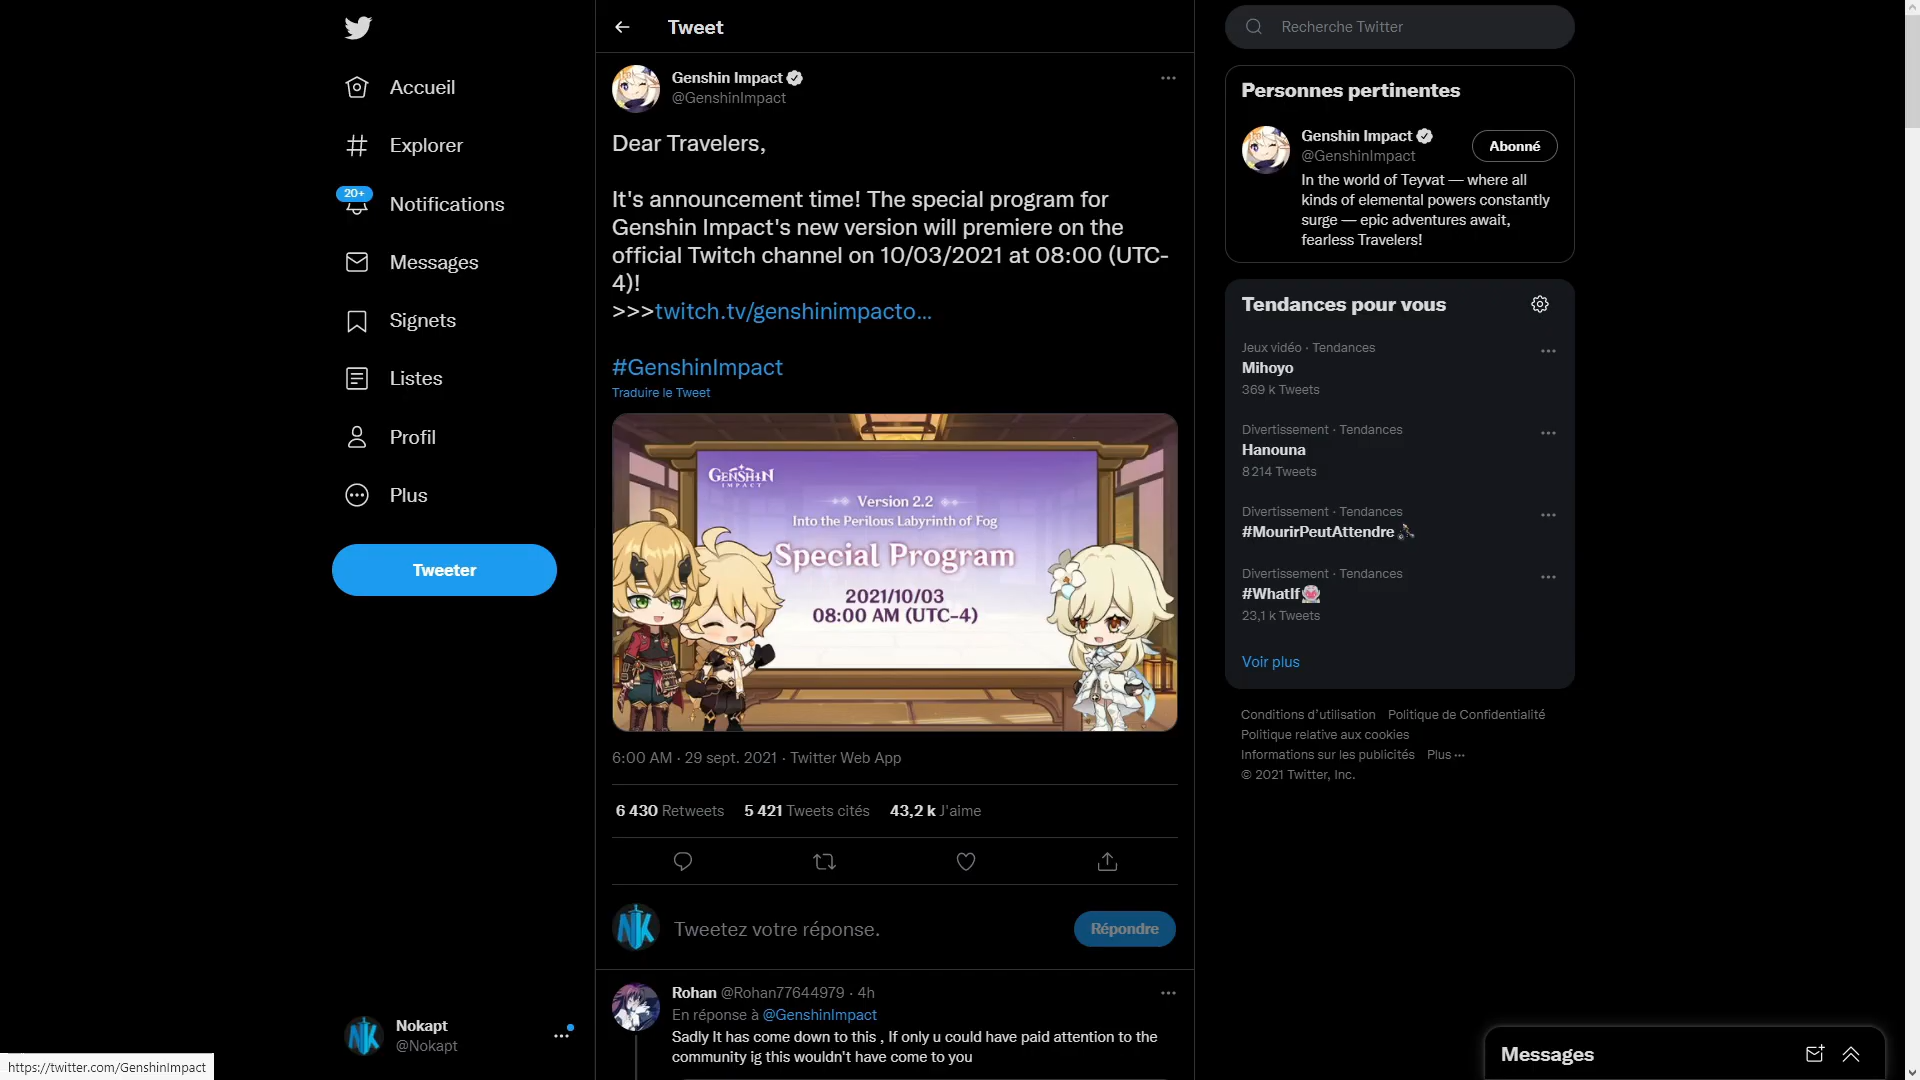 Accueil
Explorer
20+
Notifications
Messages
Signets
Listes
Profil
Plus
Tweeter
Nokapt
@Nokapt
https://twitter.com/GenshinImpact
Tweet
Genshin Impact
@GenshinImpact
Dear Travelers,
It's announcement time! The special program for
Genshin Impact's new version will premiere on the
official Twitch channel on 10/03/2021 at 08:00 (UTC-
4)!
>>>twitch.tv/genshinimpacto...
#GenshinImpact
Traduire le Tweet
GENSHIN
IMPACT
Version 2.2
Into the Perilous Labyrinth of Fog
Special Program
2021/10/03
08:00 AM (UTC-4)
6:00 AM · 29 sept. 2021 · Twitter Web App
6 430 Retweets 5 421 Tweets cités 43,2 k J'aime
NK
Tweetez votre réponse.
Répondre
Rohan @Rohan77644979 · 4h
En réponse à @GenshinImpact
Sadly It has come down to this , If only u could have paid attention to the
community ig this wouldn't have come to you
Recherche Twitter
Personnes pertinentes
Genshin Impact
@GenshinImpact
Abonné
In the world of Teyvat — where all
kinds of elemental powers constantly
surge — epic adventures await,
fearless Travelers!
Tendances pour vous
Jeux vidéo · Tendances
Mihoyo
369 k Tweets
Divertissement · Tendances
Hanouna
8 214 Tweets
Divertissement · Tendances
#MourirPeutAttendre
Divertissement · Tendances
#WhatIf
23,1 k Tweets
Voir plus
Conditions d'utilisation Politique de Confidentialité
Politique relative aux cookies
Informations sur les publicités Plus ···
© 2021 Twitter, Inc.
Messages
NK